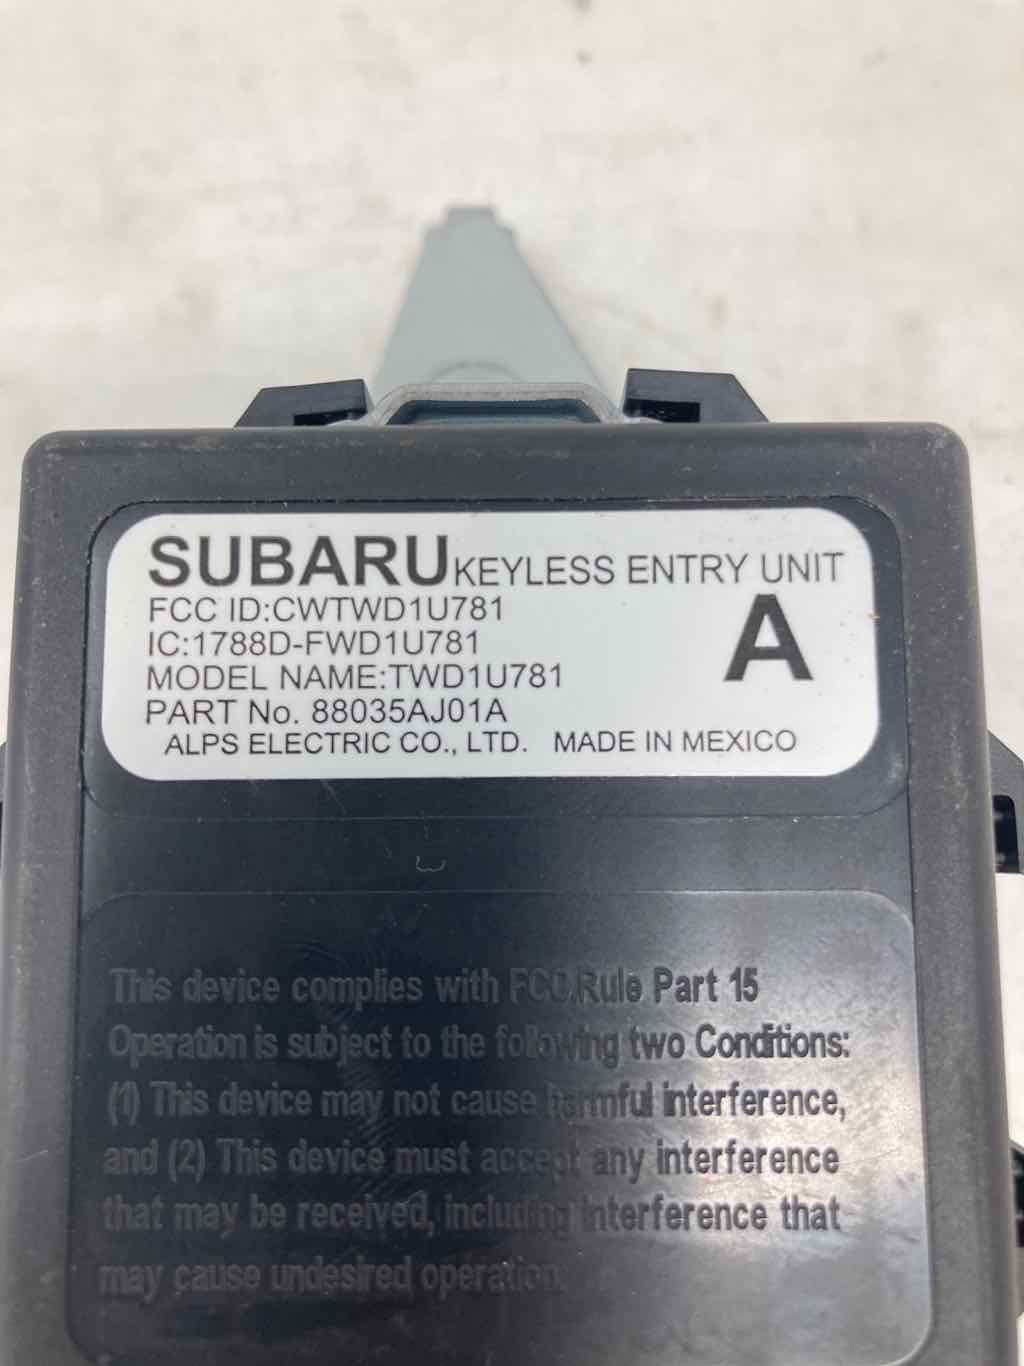 SUBARU KEYLESS ENTRY UNIT
FCC ID:CWTWD1U781
IC:1788D-FWD1U781
A
MODEL NAME:TWD1U781
PART No. 88035AJ01A
ALPS ELECTRIC CO., LTD. MADE IN MEXICO
This device complies with FCC Rule Part 15
Operation is subject to the following two Conditions:
(1) This device may not cause harmful interference,
and (2) This device must accept any interference
that may be received, including interference that
may cause undesired operation.